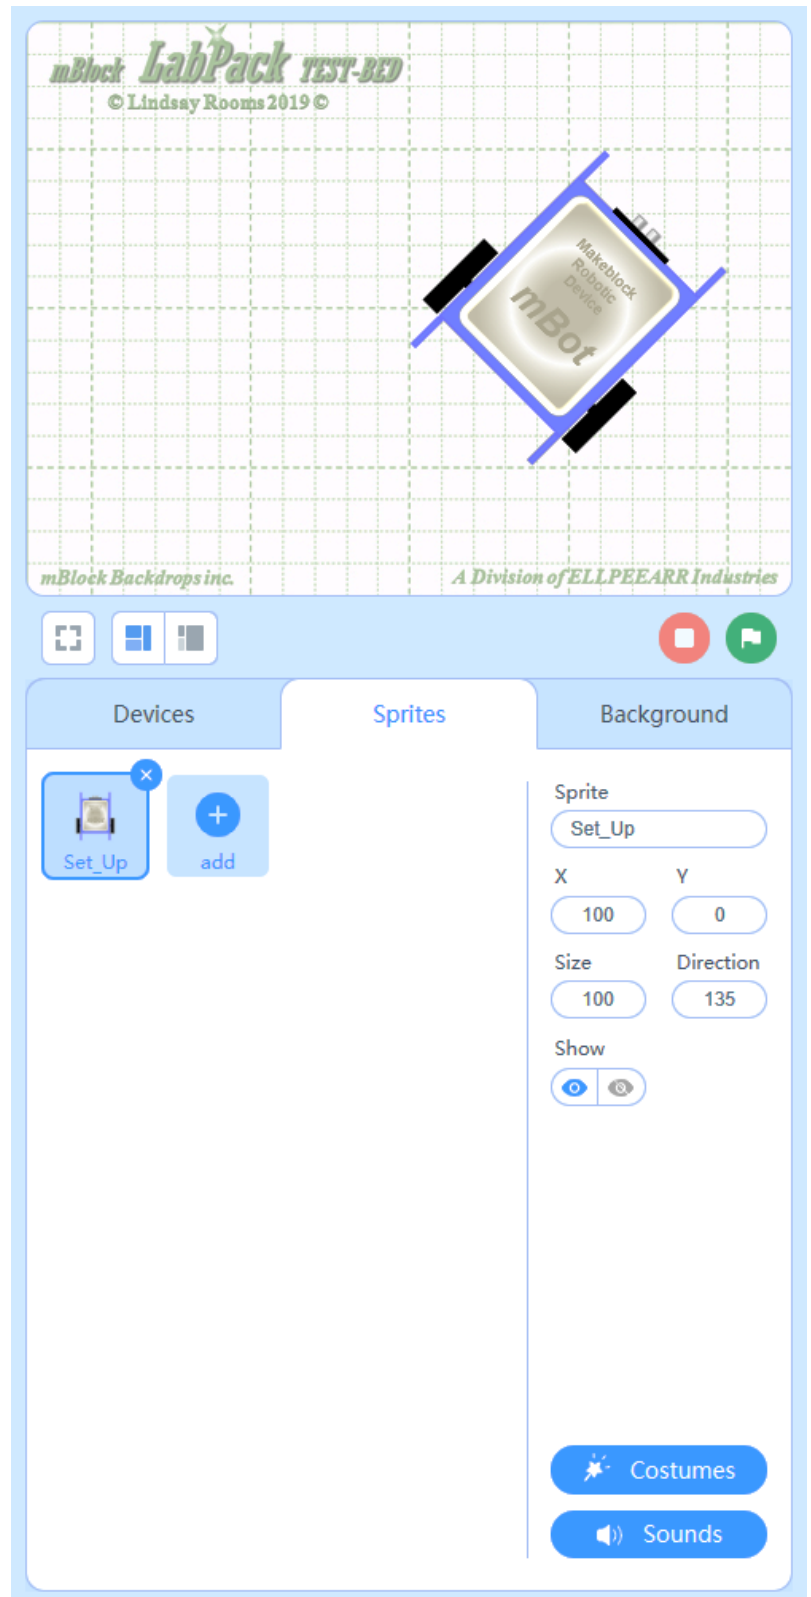 mBlock LabPack TEST-BED
© Lindsay Rooms 2019 ©
Makeblock
Robotic
Device
mBot
mBlock Backdrops inc.
A Division of ELLPEEARR Industries
Devices
Sprites
Background
Set_Up
add
Sprite
Set_Up
X
Y
100
0
Size
Direction
100
135
Show
Costumes
Sounds